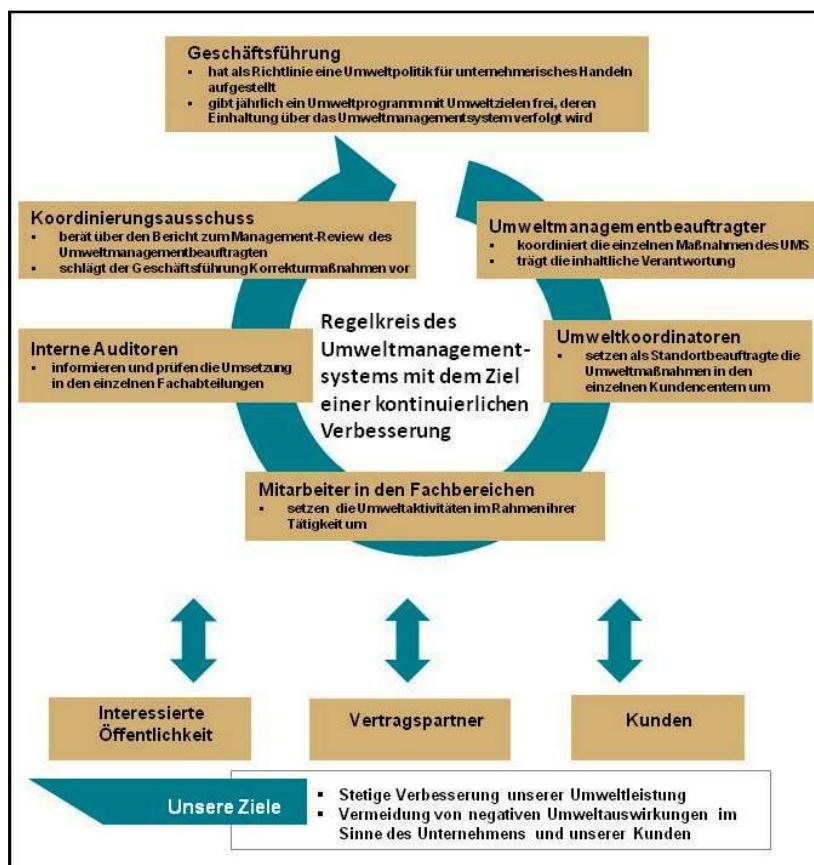 Geschäftsführung
▪ hat als Richtlinie eine Umweltpolitik für unternehmerisches Handeln
aufgestellt
▪ gibt jährlich ein Umweltprogramm mit Umweltzielen frei, deren
Einhaltung über das Umweltmanagementsystem verfolgt wird
Koordinierungsausschuss
▪ berät über den Bericht zum Management-Review des
Umweltmanagementbeauftragten
▪ schlägt der Geschäftsführung Korrekturmaßnahmen vor
Umweltmanagementbeauftragter
▪ koordiniert die einzelnen Maßnahmen des UMS
▪ trägt die inhaltliche Verantwortung
Interne Auditoren
▪ informieren und prüfen die Umsetzung
in den einzelnen Fachabteilungen
Regelkreis des
Umweltmanagement-
systems mit dem Ziel
einer kontinuierlichen
Verbesserung
Umweltkoordinatoren
▪ setzen als Standortbeauftragte die
Umweltmaßnahmen in den
einzelnen Kundencentern um
Mitarbeiter in den Fachbereichen
▪ setzen die Umweltaktivitäten im Rahmen ihrer
Tätigkeit um
Interessierte
Öffentlichkeit
Vertragspartner
Kunden
Unsere Ziele
▪ Stetige Verbesserung unserer Umweltleistung
▪ Vermeidung von negativen Umweltauswirkungen im
Sinne des Unternehmens und unserer Kunden